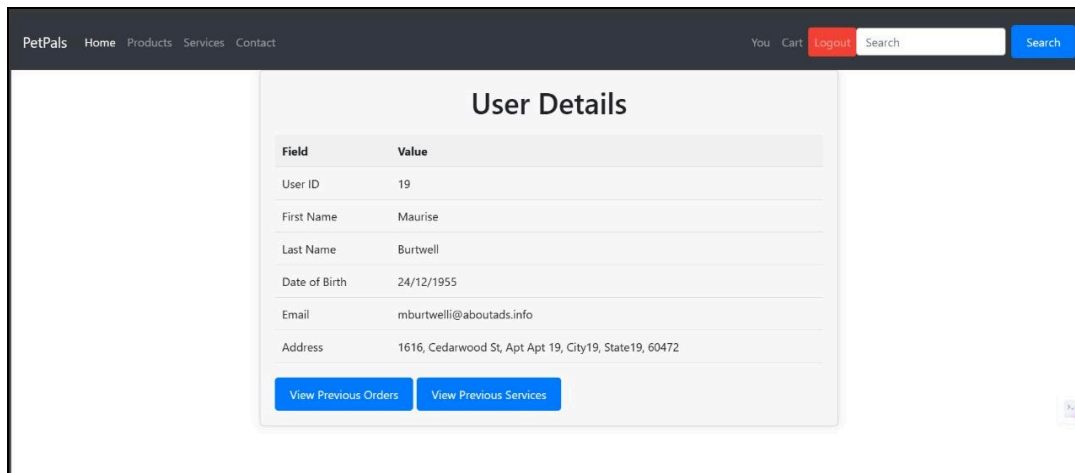 PetPals Home Products Services Contact You Cart Logout Search Search
User Details
Field Value
User ID 19
First Name Maurise
Last Name Burtwell
Date of Birth 24/12/1955
Email mburtwelli@aboutads.info
Address 1616, Cedarwood St, Apt Apt 19, City19, State19, 60472
View Previous Orders View Previous Services